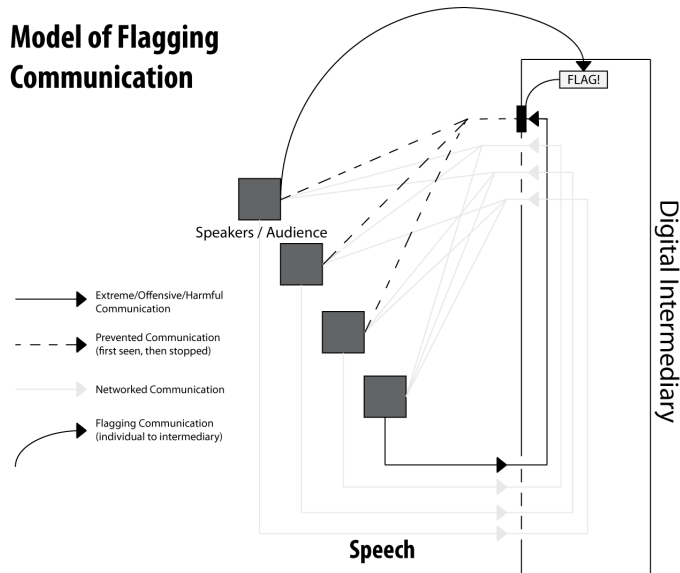 Model of Flagging
Communication
FLAG!
Speakers / Audience
Digital Intermediary
Extreme/Offensive/Harmful
Communication
Prevented Communication
(first seen, then stopped)
Networked Communication
Flagging Communication
(individual to intermediary)
Speech